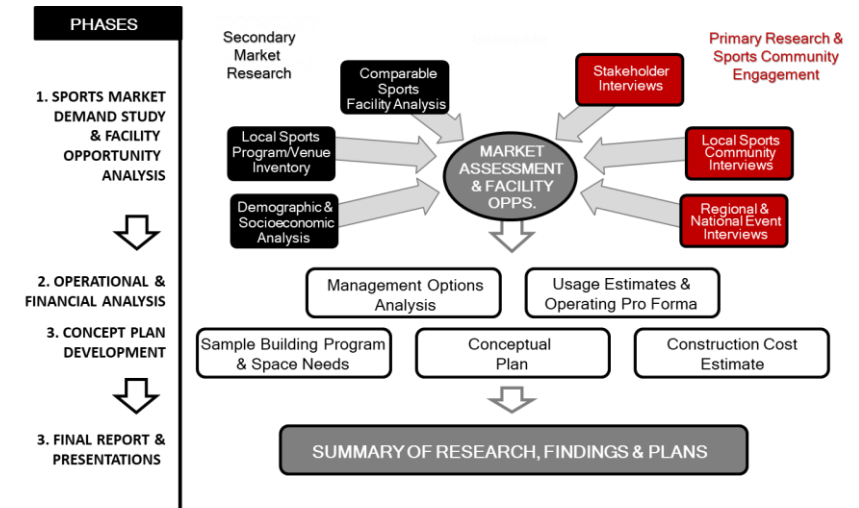 PHASES
1. SPORTS MARKET
DEMAND STUDY
& FACILITY
OPPORTUNITY
ANALYSIS
2. OPERATIONAL &
FINANCIAL ANALYSIS
3. CONCEPT PLAN
DEVELOPMENT
3. FINAL REPORT &
PRESENTATIONS
Secondary
Market
Research
Primary Research &
Sports Community
Engagement
Comparable
Sports
Facility Analysis
Stakeholder
Interviews
Local Sports
Program/Venue
Inventory
MARKET
ASSESSMENT
& FACILITY
OPPS.
Local Sports
Community
Interviews
Demographic &
Socioeconomic
Analysis
Regional &
National Event
Interviews
Management Options
Analysis
Usage Estimates &
Operating Pro Forma
Sample Building Program
& Space Needs
Conceptual
Plan
Construction Cost
Estimate
SUMMARY OF RESEARCH, FINDINGS & PLANS